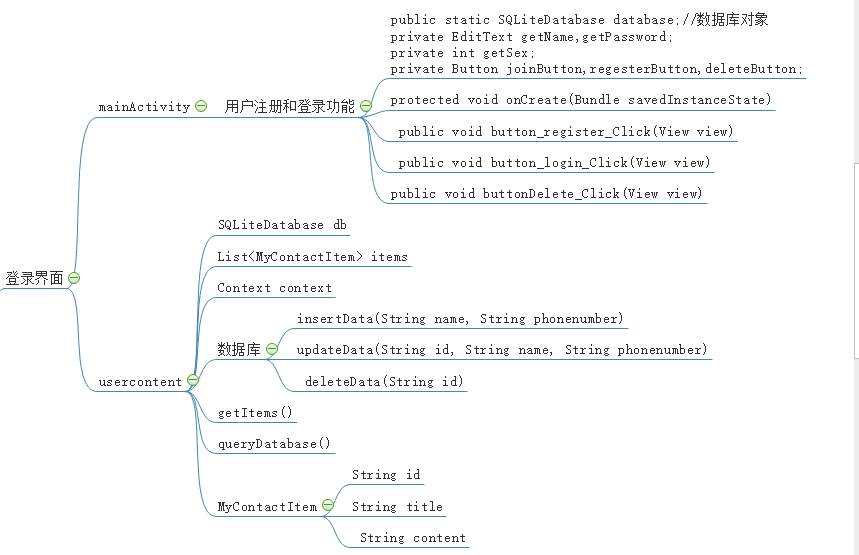 public static SQLiteDatabase database;//数据库对象
private EditText getName,getPassword;
private int getSex;
private Button joinButton,regesterButton,deleteButton;
mainActivity
用户注册和登录功能
protected void onCreate(Bundle savedInstanceState)
public void button_register_Click(View view)
public void button_login_Click(View view)
public void buttonDelete_Click(View view)
登录界面
SQLiteDatabase db
List<MyContactItem> items
Context context
数据库
insertData(String name, String phonenumber)
updateData(String id, String name, String phonenumber)
deleteData(String id)
usercontent
getItems()
queryDatabase()
MyContactItem
String id
String title
String content